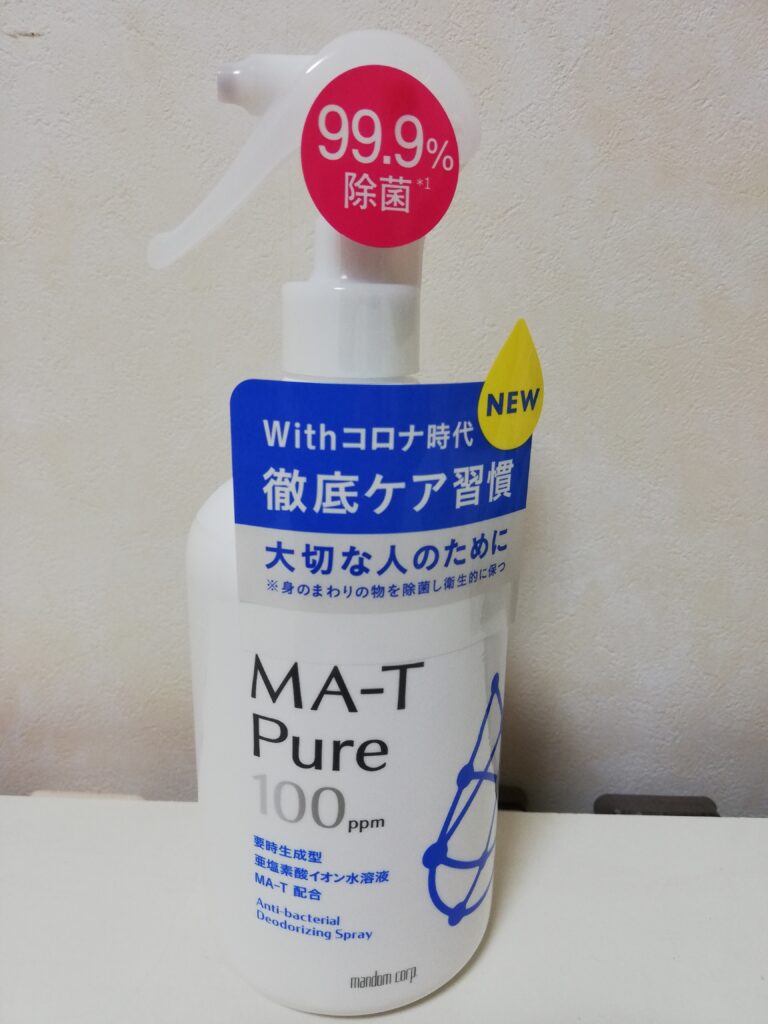 99.9%
除菌*1
NEW
Withコロナ時代
徹底ケア習慣
大切な人のために
※身のまわりの物を除菌し衛生的に保つ
MA-T
Pure
100ppm
要時生成型
亜塩素酸イオン水溶液
MA-T 配合
Anti-bacterial
Deodorizing Spray
mandom corp.